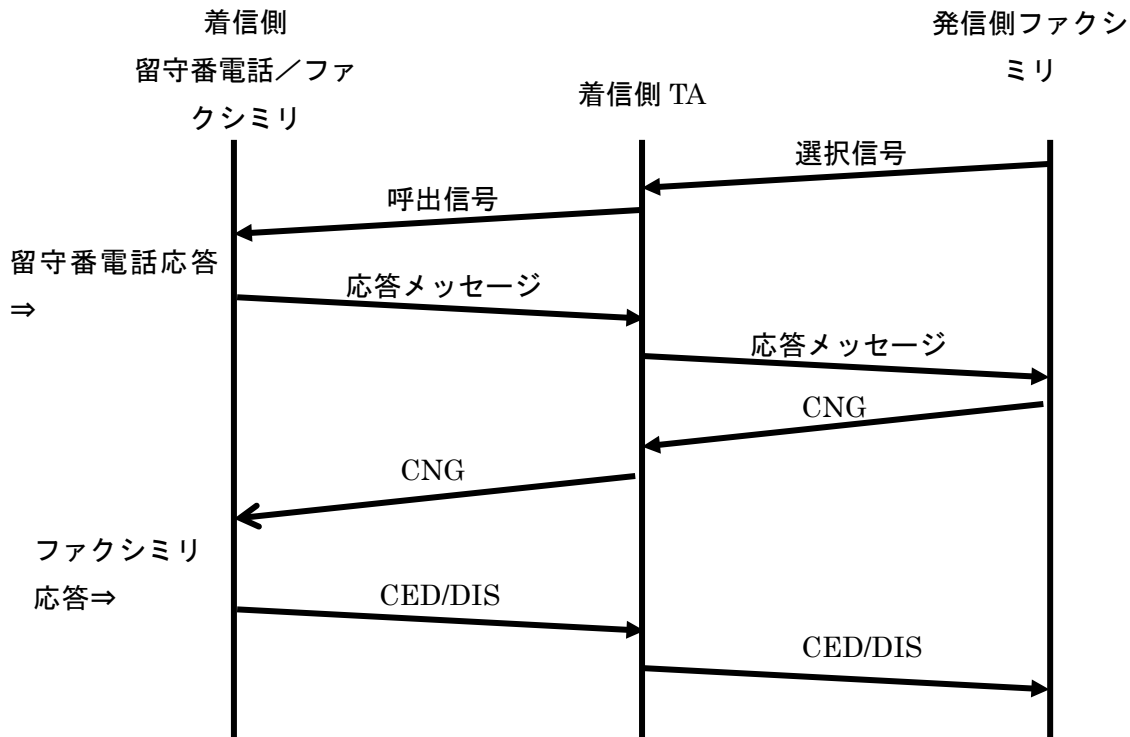 着信側
留守番電話／ファ
クシミリ
着信側 TA
発信側ファクシ
ミリ
選択信号
呼出信号
留守番電話応答
⇒
応答メッセージ
応答メッセージ
CNG
CNG
ファクシミリ
応答⇒
CED/DIS
CED/DIS